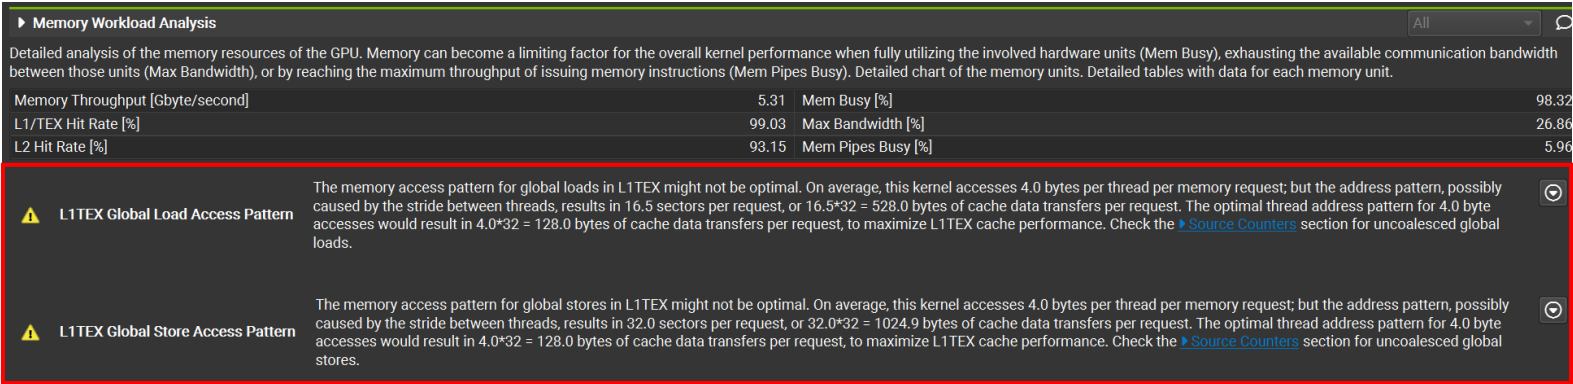 Memory Workload Analysis
All
Detailed analysis of the memory resources of the GPU. Memory can become a limiting factor for the overall kernel performance when fully utilizing the involved hardware units (Mem Busy), exhausting the available communication bandwidth
between those units (Max Bandwidth), or by reaching the maximum throughput of issuing memory instructions (Mem Pipes Busy). Detailed chart of the memory units. Detailed tables with data for each memory unit.
Memory Throughput [Gbyte/second] 5.31 Mem Busy [%] 98.32
L1/TEX Hit Rate [%] 99.03 Max Bandwidth [%] 26.86
L2 Hit Rate [%] 93.15 Mem Pipes Busy [%] 5.96
L1TEX Global Load Access Pattern
The memory access pattern for global loads in L1TEX might not be optimal. On average, this kernel accesses 4.0 bytes per thread per memory request; but the address pattern, possibly
caused by the stride between threads, results in 16.5 sectors per request, or 16.5*32 = 528.0 bytes of cache data transfers per request. The optimal thread address pattern for 4.0 byte
accesses would result in 4.0*32 = 128.0 bytes of cache data transfers per request, to maximize L1TEX cache performance. Check the Source Counters section for uncoalesced global
loads.
L1TEX Global Store Access Pattern
The memory access pattern for global stores in L1TEX might not be optimal. On average, this kernel accesses 4.0 bytes per thread per memory request; but the address pattern, possibly
caused by the stride between threads, results in 32.0 sectors per request, or 32.0*32 = 1024.9 bytes of cache data transfers per request. The optimal thread address pattern for 4.0 byte
accesses would result in 4.0*32 = 128.0 bytes of cache data transfers per request, to maximize L1TEX cache performance. Check the Source Counters section for uncoalesced global
stores.